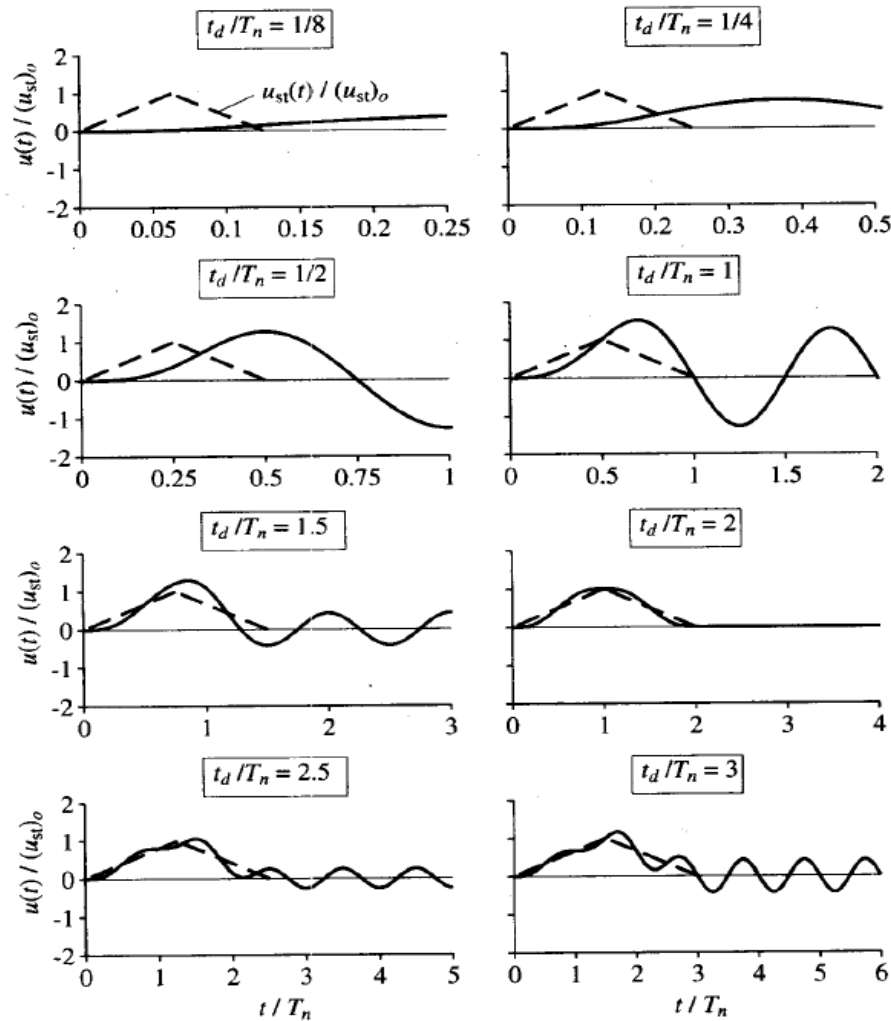 t_d /T_n = 1/8
t_d /T_n = 1/4
u(t) / (u_st)_o
2
1
0
-1
-2
u_st(t) / (u_st)_o
0 0.05 0.1 0.15 0.2 0.25
0 0.1 0.2 0.3 0.4 0.5
t_d /T_n = 1/2
t_d /T_n = 1
u(t) / (u_st)_o
2
1
0
-1
-2
0 0.25 0.5 0.75 1
0 0.5 1 1.5 2
t_d /T_n = 1.5
t_d /T_n = 2
u(t) / (u_st)_o
2
1
0
-1
-2
0 1 2 3
0 1 2 3 4
t_d /T_n = 2.5
t_d /T_n = 3
u(t) / (u_st)_o
2
1
0
-1
-2
0 1 2 3 4 5
0 1 2 3 4 5 6
t / T_n
t / T_n